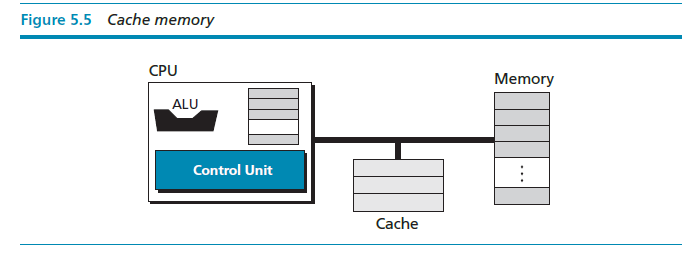 Figure 5.5 Cache memory
CPU
Memory
ALU
Control Unit
Cache